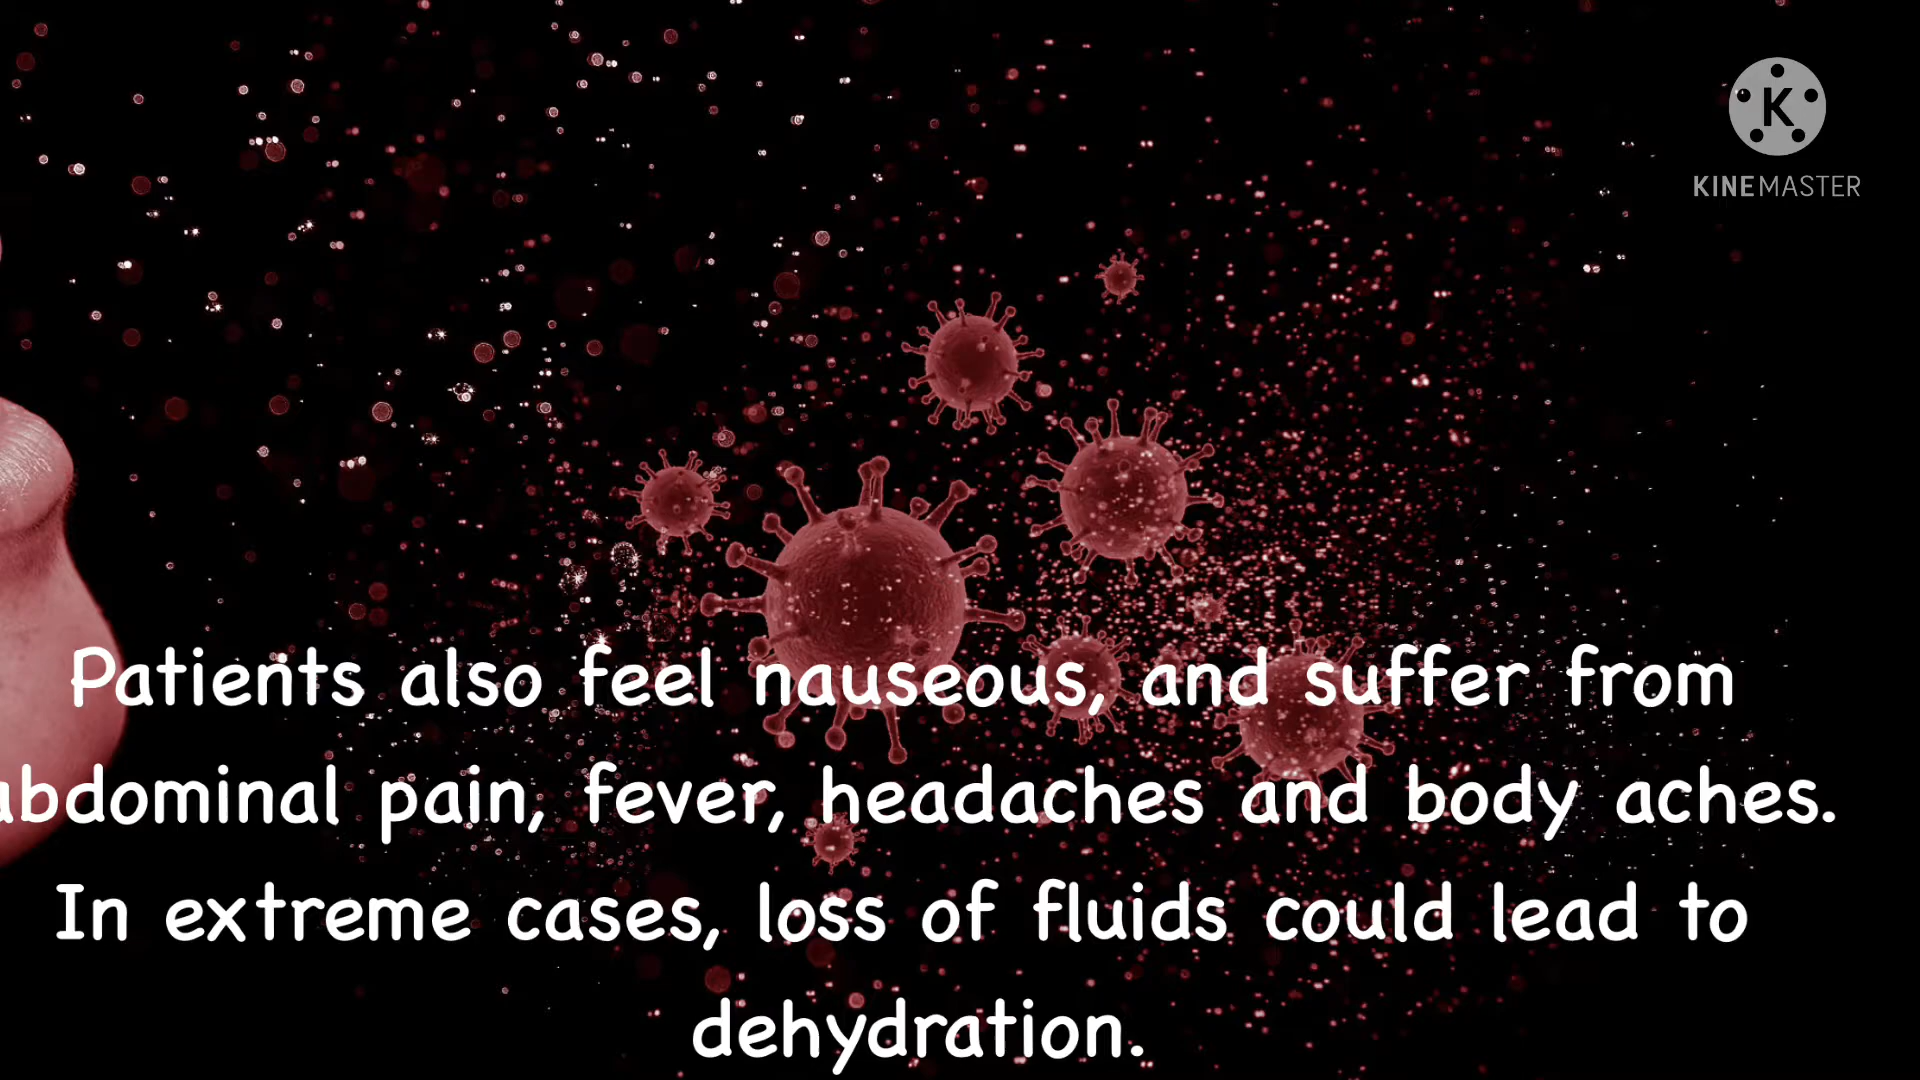 K
KINEMASTER
Patients also feel nauseous, and suffer from
abdominal pain, fever, headaches and body aches.
In extreme cases, loss of fluids could lead to
dehydration.